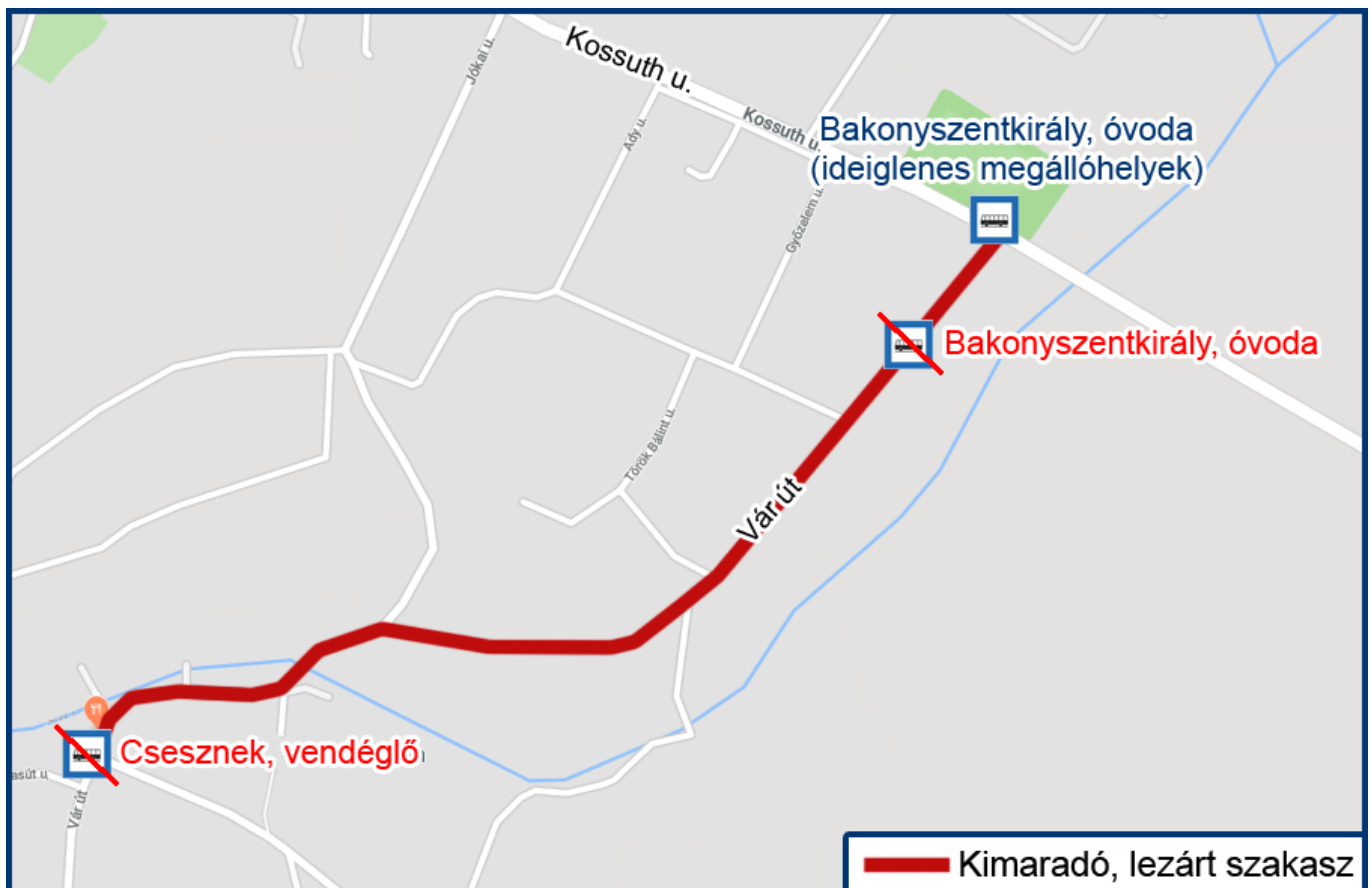 Kossuth u.
Jókai u.
Kossuth u.
Ady u.
Bakonyszentkirály, óvoda
(ideiglenes megállóhelyek)
Győzelem u.
Bakonyszentkirály, óvoda
Török Bálint u.
Vár út
Csesznek, vendéglő
Vár út
Kimaradó, lezárt szakasz